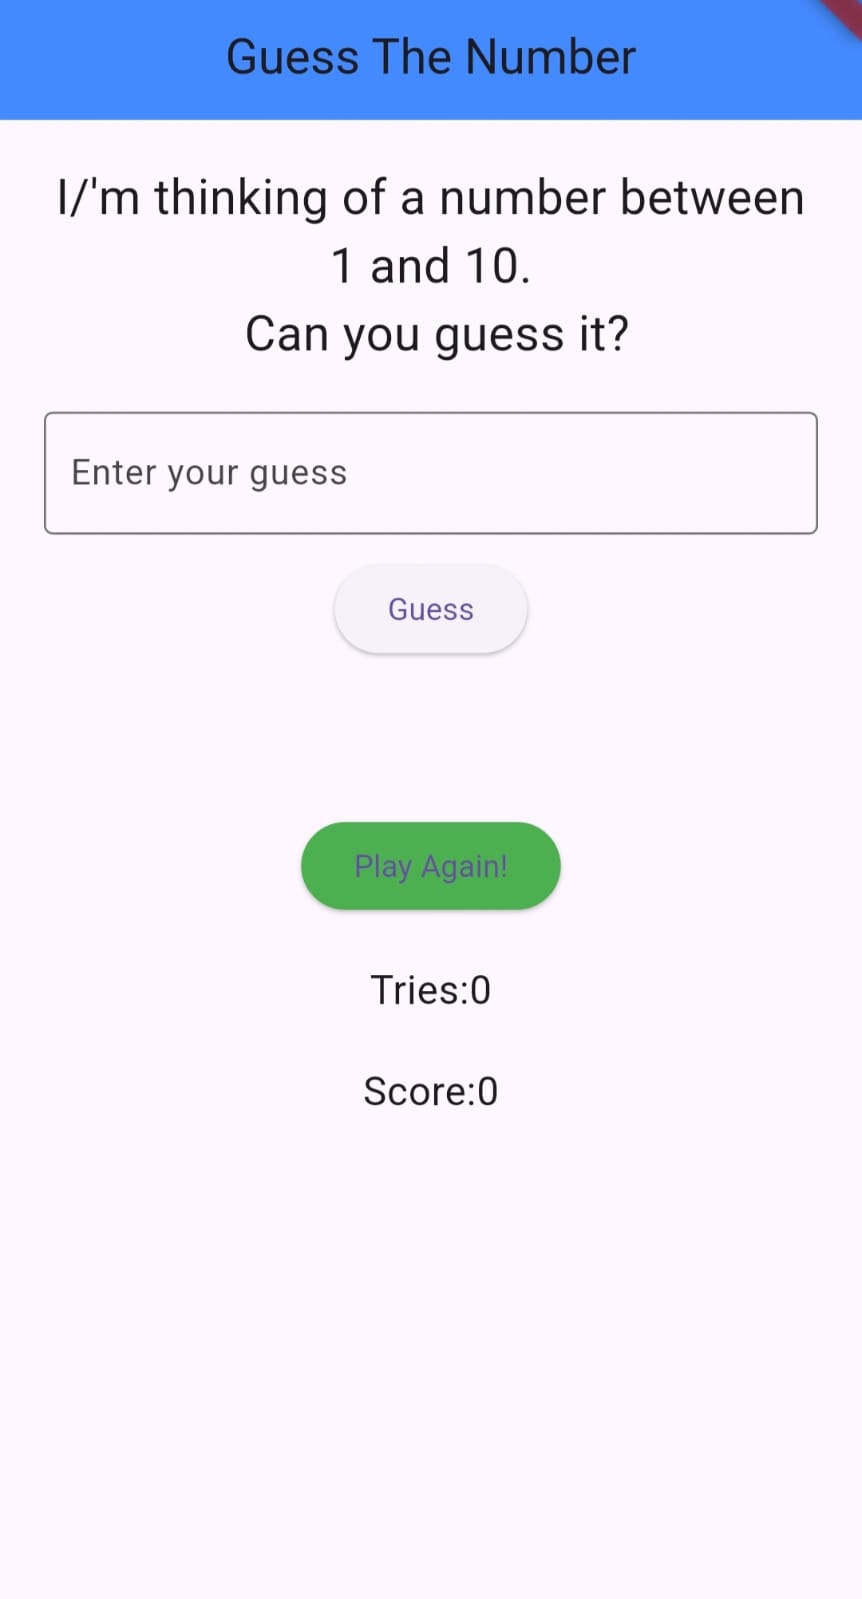 Guess The Number
I/'m thinking of a number between
1 and 10.
Can you guess it?
Enter your guess
Guess
Play Again!
Tries:0
Score:0